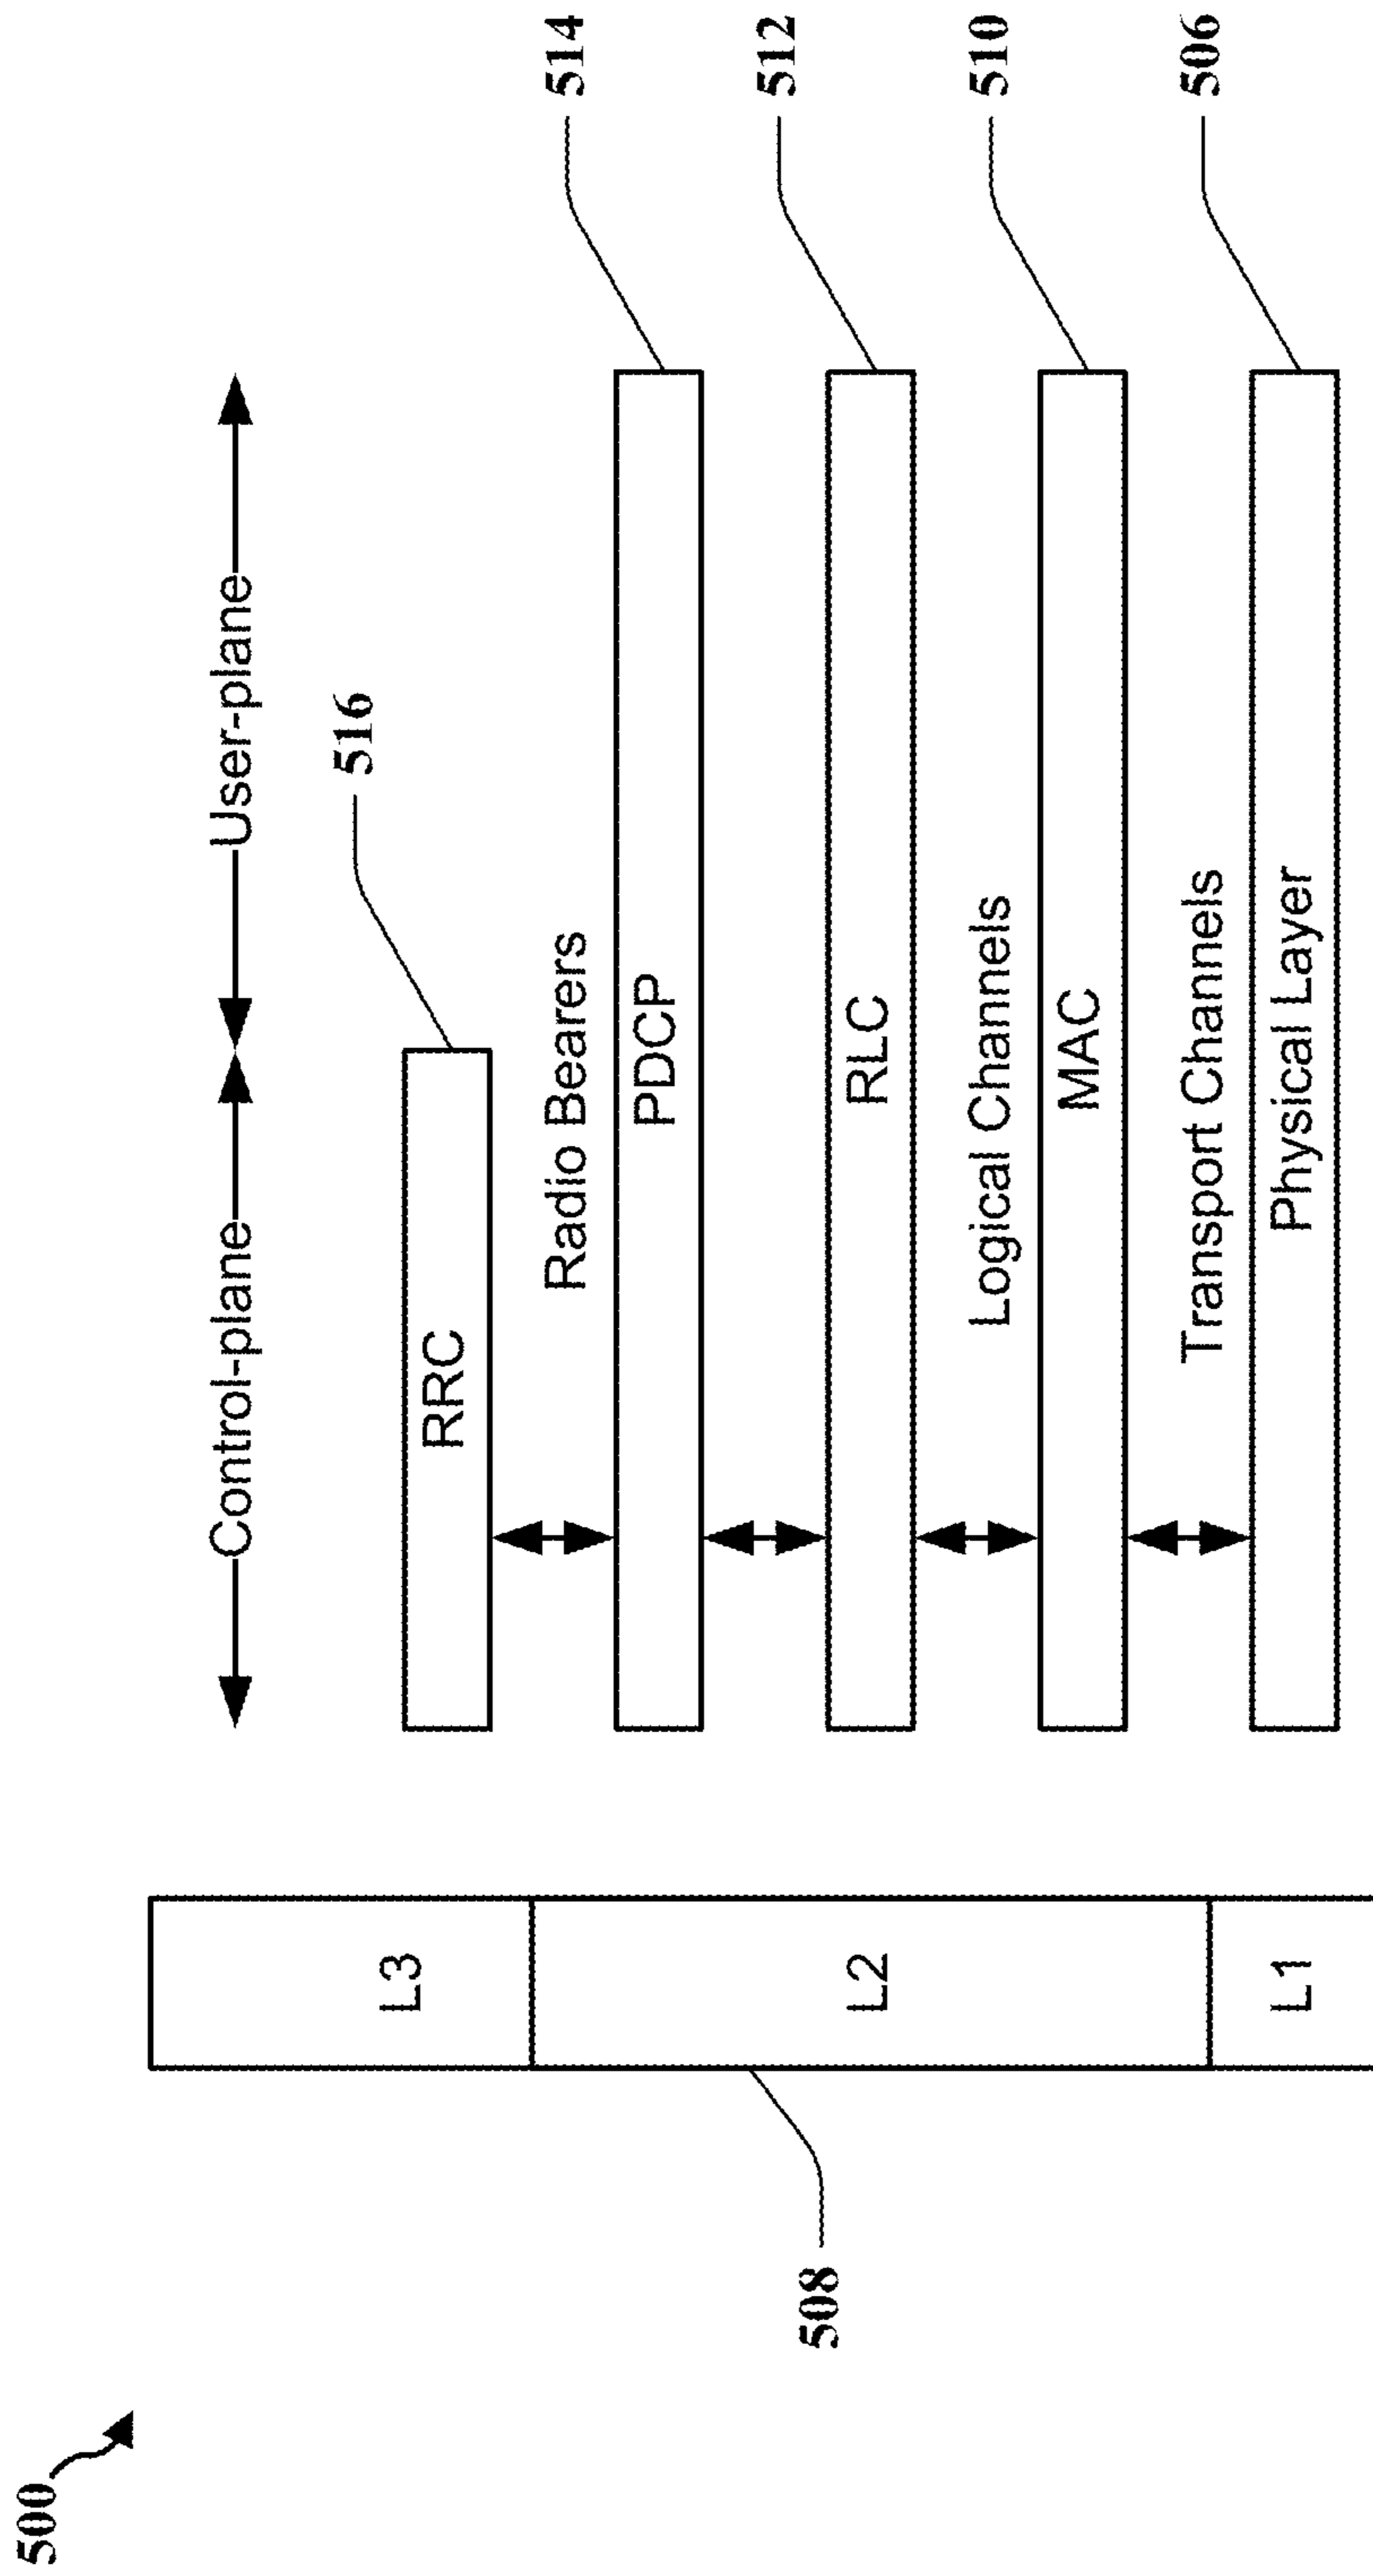 500
Control-plane
User-plane
516
L3
RRC
Radio Bearers
514
PDCP
508
L2
512
RLC
Logical Channels
510
MAC
Transport Channels
506
L1
Physical Layer